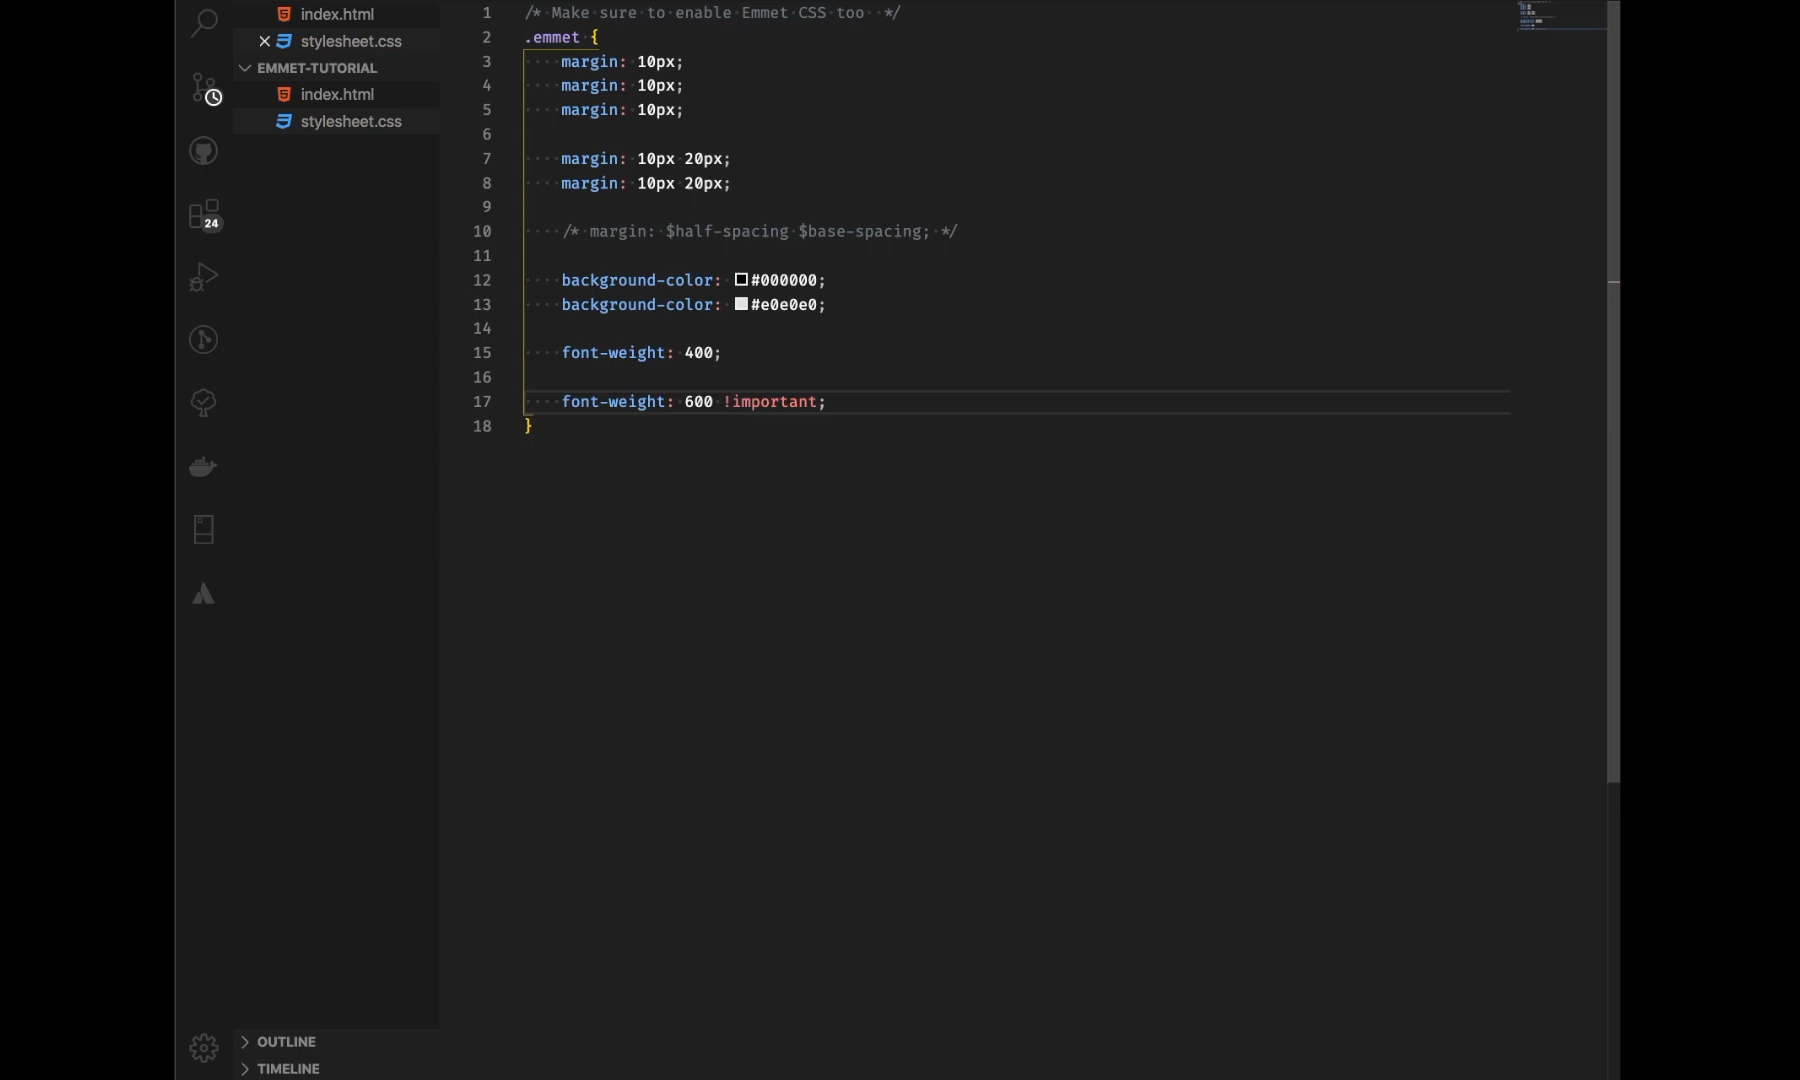 index.html
stylesheet.css
EMMET-TUTORIAL
index.html
stylesheet.css
24
OUTLINE
TIMELINE
1 /* Make sure to enable Emmet CSS too  */
2 .emmet {
3     margin: 10px;
4     margin: 10px;
5     margin: 10px;
6
7     margin: 10px 20px;
8     margin: 10px 20px;
9
10     /* margin: $half-spacing $base-spacing; */
11
12     background-color: #000000;
13     background-color: #e0e0e0;
14
15     font-weight: 400;
16
17     font-weight: 600 !important;
18 }